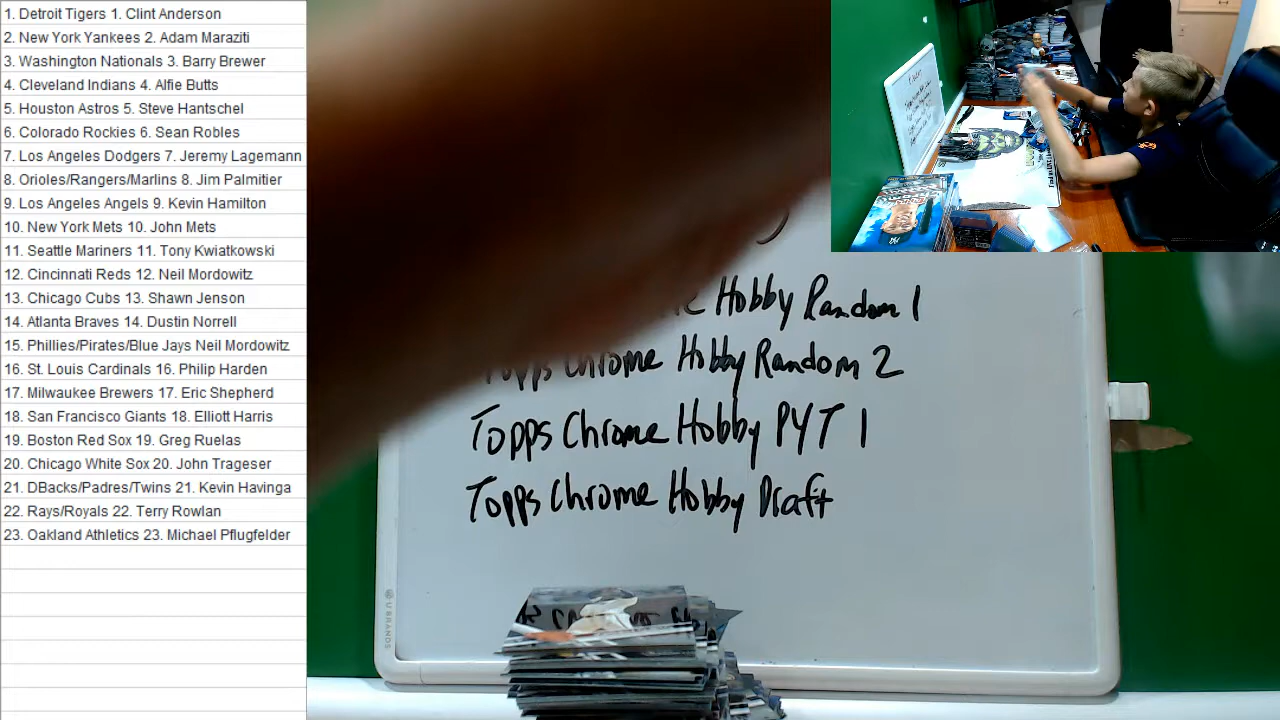 1. Detroit Tigers 1. Clint Anderson
2. New York Yankees 2. Adam Maraziti
3. Washington Nationals 3. Barry Brewer
4. Cleveland Indians 4. Alfie Butts
5. Houston Astros 5. Steve Hantschel
6. Colorado Rockies 6. Sean Robles
7. Los Angeles Dodgers 7. Jeremy Lagemann
8. Orioles/Rangers/Marlins 8. Jim Palmitier
9. Los Angeles Angels 9. Kevin Hamilton
10. New York Mets 10. John Mets
11. Seattle Mariners 11. Tony Kwiatkowski
12. Cincinnati Reds 12. Neil Mordowitz
13. Chicago Cubs 13. Shawn Jenson
14. Atlanta Braves 14. Dustin Norrell
15. Phillies/Pirates/Blue Jays Neil Mordowitz
16. St. Louis Cardinals 16. Philip Harden
17. Milwaukee Brewers 17. Eric Shepherd
18. San Francisco Giants 18. Elliott Harris
19. Boston Red Sox 19. Greg Ruelas
20. Chicago White Sox 20. John Trageser
21. DBacks/Padres/Twins 21. Kevin Havinga
22. Rays/Royals 22. Terry Rowlan
23. Oakland Athletics 23. Michael Pflugfelder
Hobby Random 1
Topps Chrome Hobby Random 2
Topps Chrome Hobby PYT 1
Topps Chrome Hobby Draft
U BRANDS